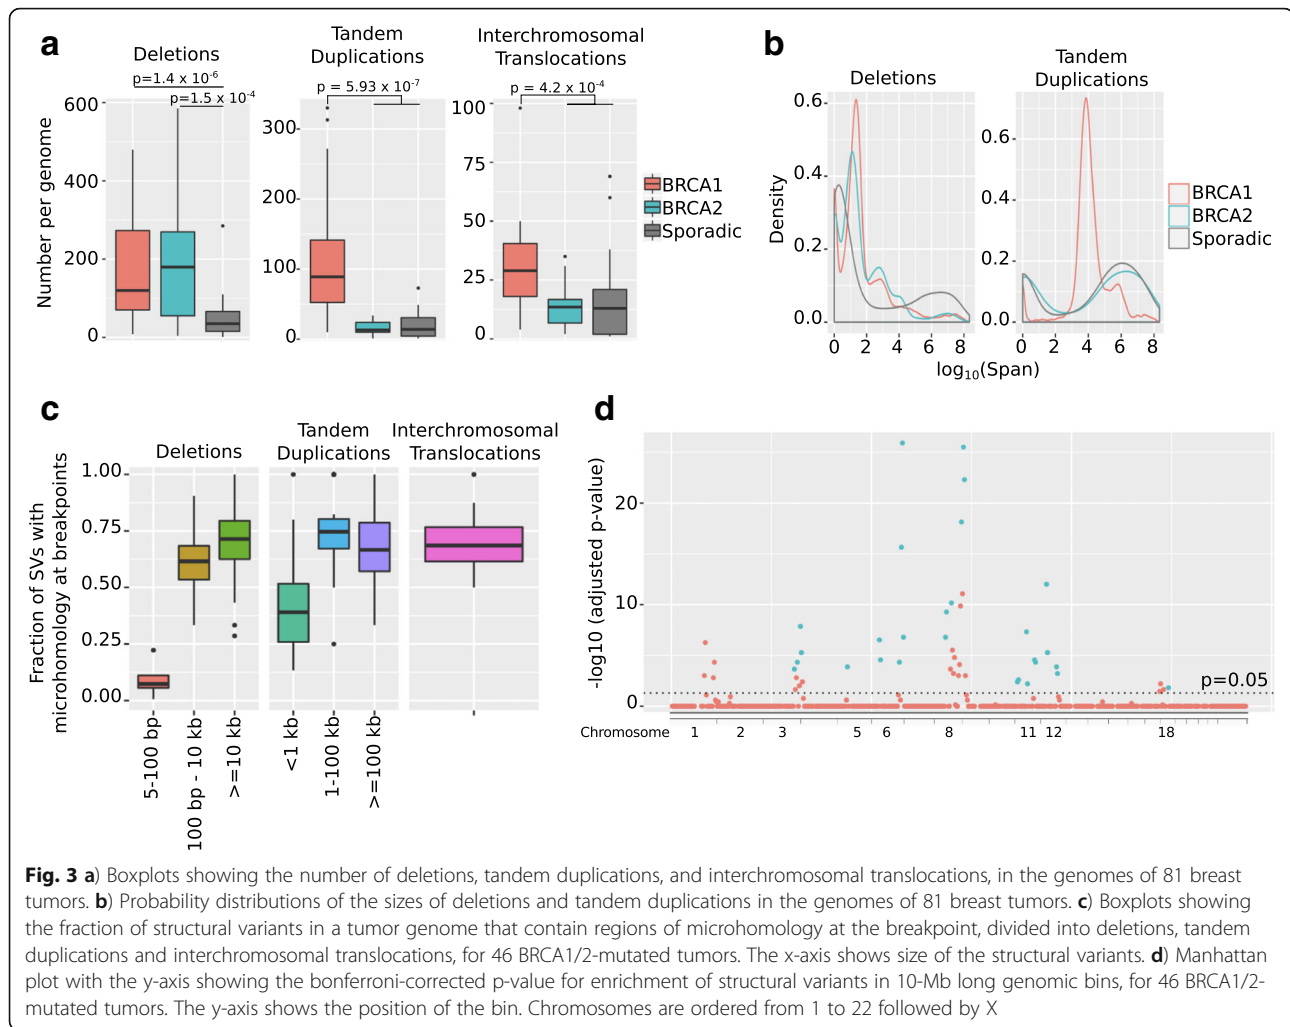 a
Deletions
Tandem
Duplications
Interchromosomal
Translocations
p=1.4 x 10-6
p=1.5 x 10-4
p = 5.93 x 10-7
p = 4.2 x 10-4
Number per genome
600
400
200
0
300
200
100
0
100
75
50
25
0
BRCA1
BRCA2
Sporadic
b
Deletions
Tandem
Duplications
Density
0.6
0.4
0.2
0.0
0 2 4 6 8
0.6
0.4
0.2
0.0
0 2 4 6 8
log10(Span)
BRCA1
BRCA2
Sporadic
c
Deletions
Tandem
Duplications
Interchromosomal
Translocations
Fraction of SVs with
microhomology at breakpoints
1.00
0.75
0.50
0.25
0.00
5-100 bp
100 bp - 10 kb
>=10 kb
<1 kb
1-100 kb
>=100 kb
d
-log10 (adjusted p-value)
20
10
0
p=0.05
Chromosome 1 2 3 5 6 8 11 12 18
Fig. 3 a) Boxplots showing the number of deletions, tandem duplications, and interchromosomal translocations, in the genomes of 81 breast
tumors. b) Probability distributions of the sizes of deletions and tandem duplications in the genomes of 81 breast tumors. c) Boxplots showing
the fraction of structural variants in a tumor genome that contain regions of microhomology at the breakpoint, divided into deletions, tandem
duplications and interchromosomal translocations, for 46 BRCA1/2-mutated tumors. The x-axis shows size of the structural variants. d) Manhattan
plot with the y-axis showing the bonferroni-corrected p-value for enrichment of structural variants in 10-Mb long genomic bins, for 46 BRCA1/2-
mutated tumors. The y-axis shows the position of the bin. Chromosomes are ordered from 1 to 22 followed by X